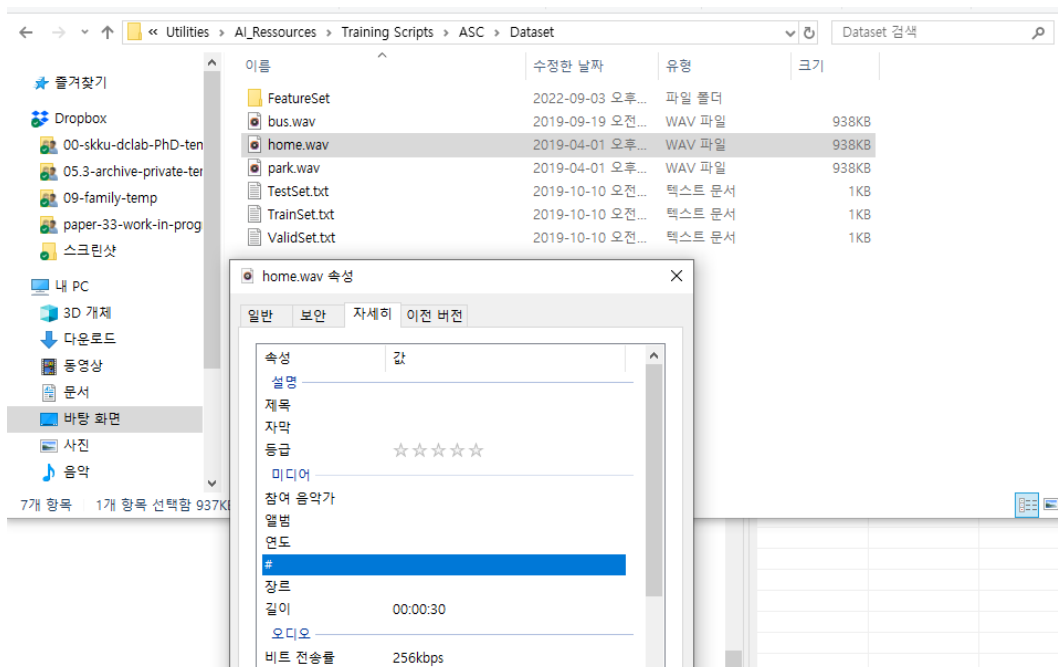 « Utilities › AI_Ressources › Training Scripts › ASC › Dataset
Dataset 검색
이름 수정한 날짜 유형 크기
즐겨찾기
Dropbox
00-skku-dclab-PhD-ten
05.3-archive-private-ter
09-family-temp
paper-33-work-in-prog
스크린샷
내 PC
3D 개체
다운로드
동영상
문서
바탕 화면
사진
음악
FeatureSet 2022-09-03 오후... 파일 폴더
bus.wav 2019-09-19 오전... WAV 파일 938KB
home.wav 2019-04-01 오후... WAV 파일 938KB
park.wav 2019-04-01 오후... WAV 파일 938KB
TestSet.txt 2019-10-10 오전... 텍스트 문서 1KB
TrainSet.txt 2019-10-10 오전... 텍스트 문서 1KB
ValidSet.txt 2019-10-10 오전... 텍스트 문서 1KB
7개 항목 1개 항목 선택함 937KB
home.wav 속성
일반 보안 자세히 이전 버전
속성 값
설명
제목
자막
등급 ☆☆☆☆☆
미디어
참여 음악가
앨범
연도
#
장르
길이 00:00:30
오디오
비트 전송률 256kbps